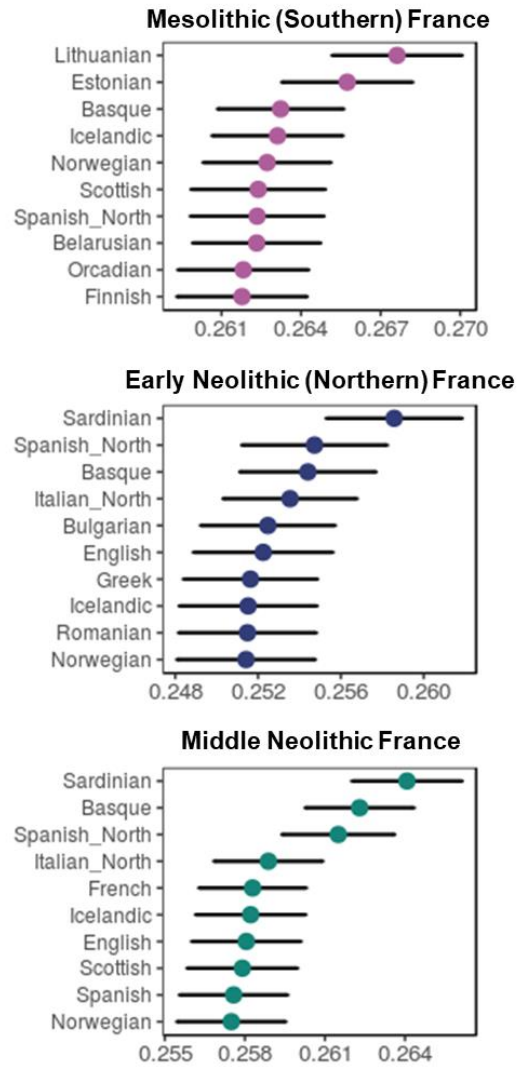 Mesolithic (Southern) France
Lithuanian
Estonian
Basque
Icelandic
Norwegian
Scottish
Spanish_North
Belarusian
Orcadian
Finnish
0.261 0.264 0.267 0.270
Early Neolithic (Northern) France
Sardinian
Spanish_North
Basque
Italian_North
Bulgarian
English
Greek
Icelandic
Romanian
Norwegian
0.248 0.252 0.256 0.260
Middle Neolithic France
Sardinian
Basque
Spanish_North
Italian_North
French
Icelandic
English
Scottish
Spanish
Norwegian
0.255 0.258 0.261 0.264